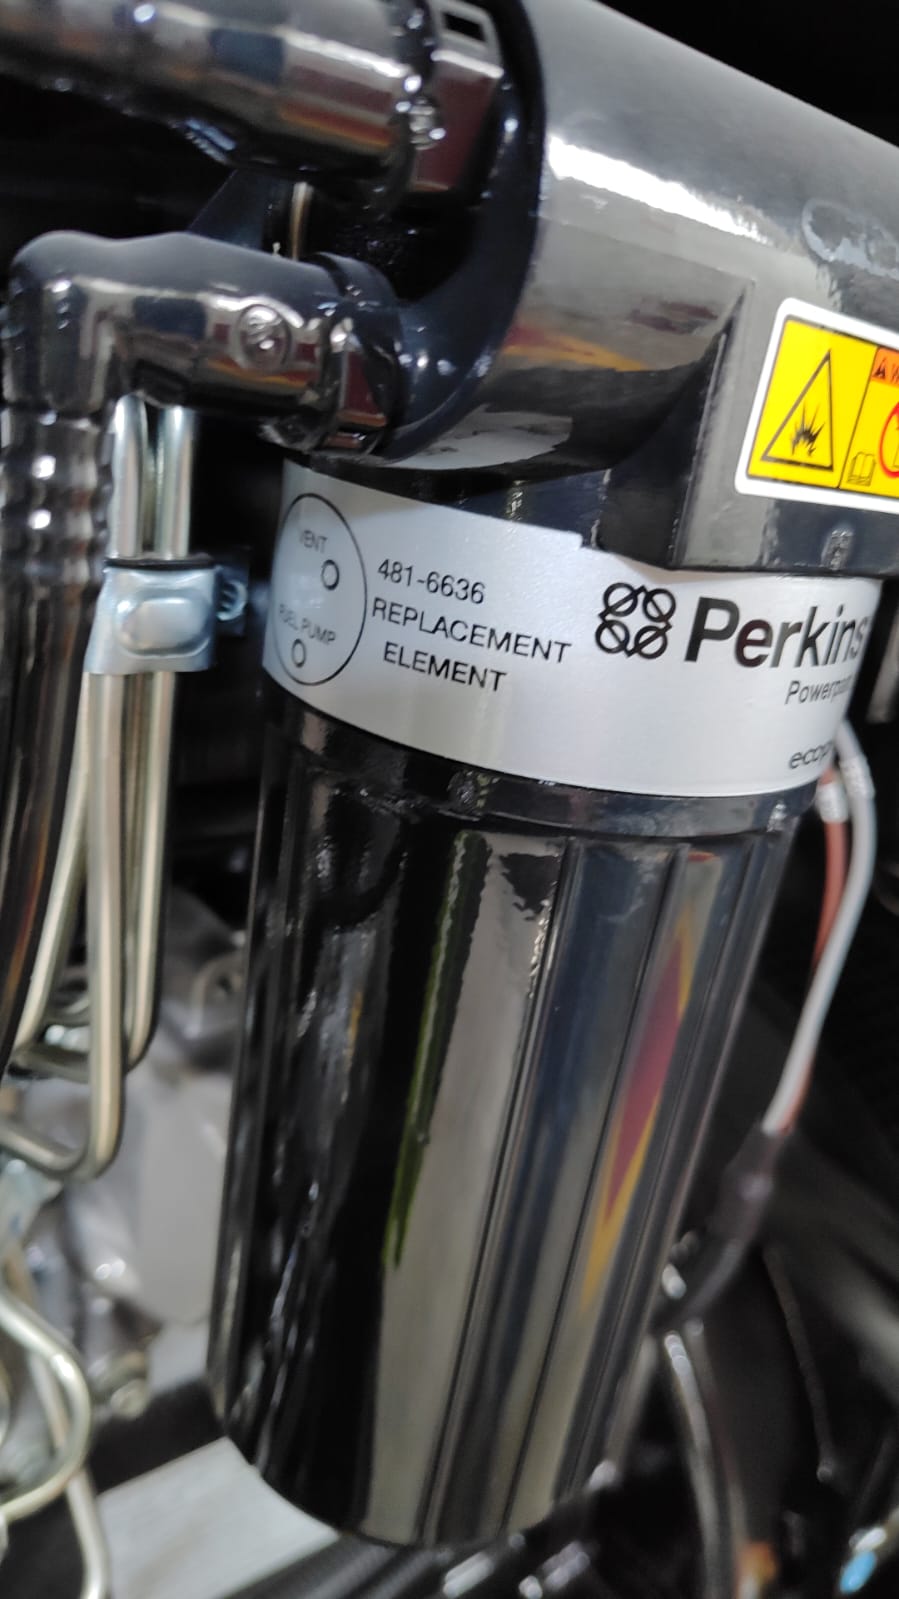 VENT
FUEL PUMP
481-6636
REPLACEMENT
ELEMENT
Perkins